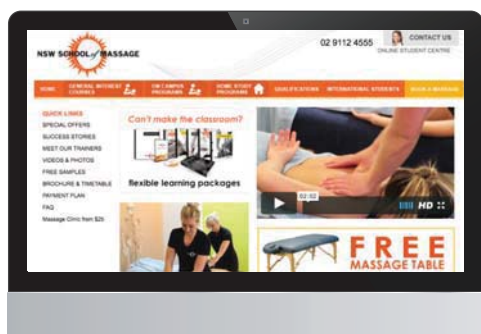 02 9112 4555
CONTACT US
ONLINE STUDENT CENTRE
NSW SCHOOL of MASSAGE
HOME
GENERAL INTEREST
COURSES
ON CAMPUS
PROGRAMS
HOME STUDY
PROGRAMS
QUALIFICATIONS
INTERNATIONAL STUDENTS
BOOK A MASSAGE
QUICK LINKS
SPECIAL OFFERS
SUCCESS STORIES
MEET OUR TRAINERS
VIDEOS & PHOTOS
FREE SAMPLES
BROCHURE & TIMETABLE
PAYMENT PLAN
FAQ
Massage Clinic from $25
Can't make the classroom?
flexible learning packages
02:02
HD
FREE
MASSAGE TABLE